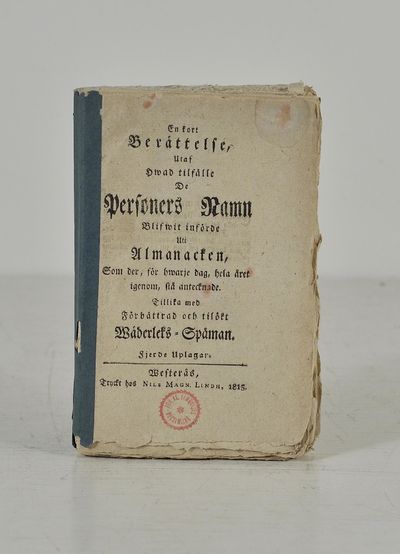 En kort
Berättelse,
Utaf
Hwad tilfälle
De
Personers Namn
Blifwit införde
Uti
Almanacken,
Som der, för hwarje dag, hela året
igenom, stå antecknade.
Tillika med
Förbättrad och tilökt
Wäderleks-Spåman.
Fjerde Uplagan.
Westerås,
Tryckt hos Nils Magn. Lindh, 1815.